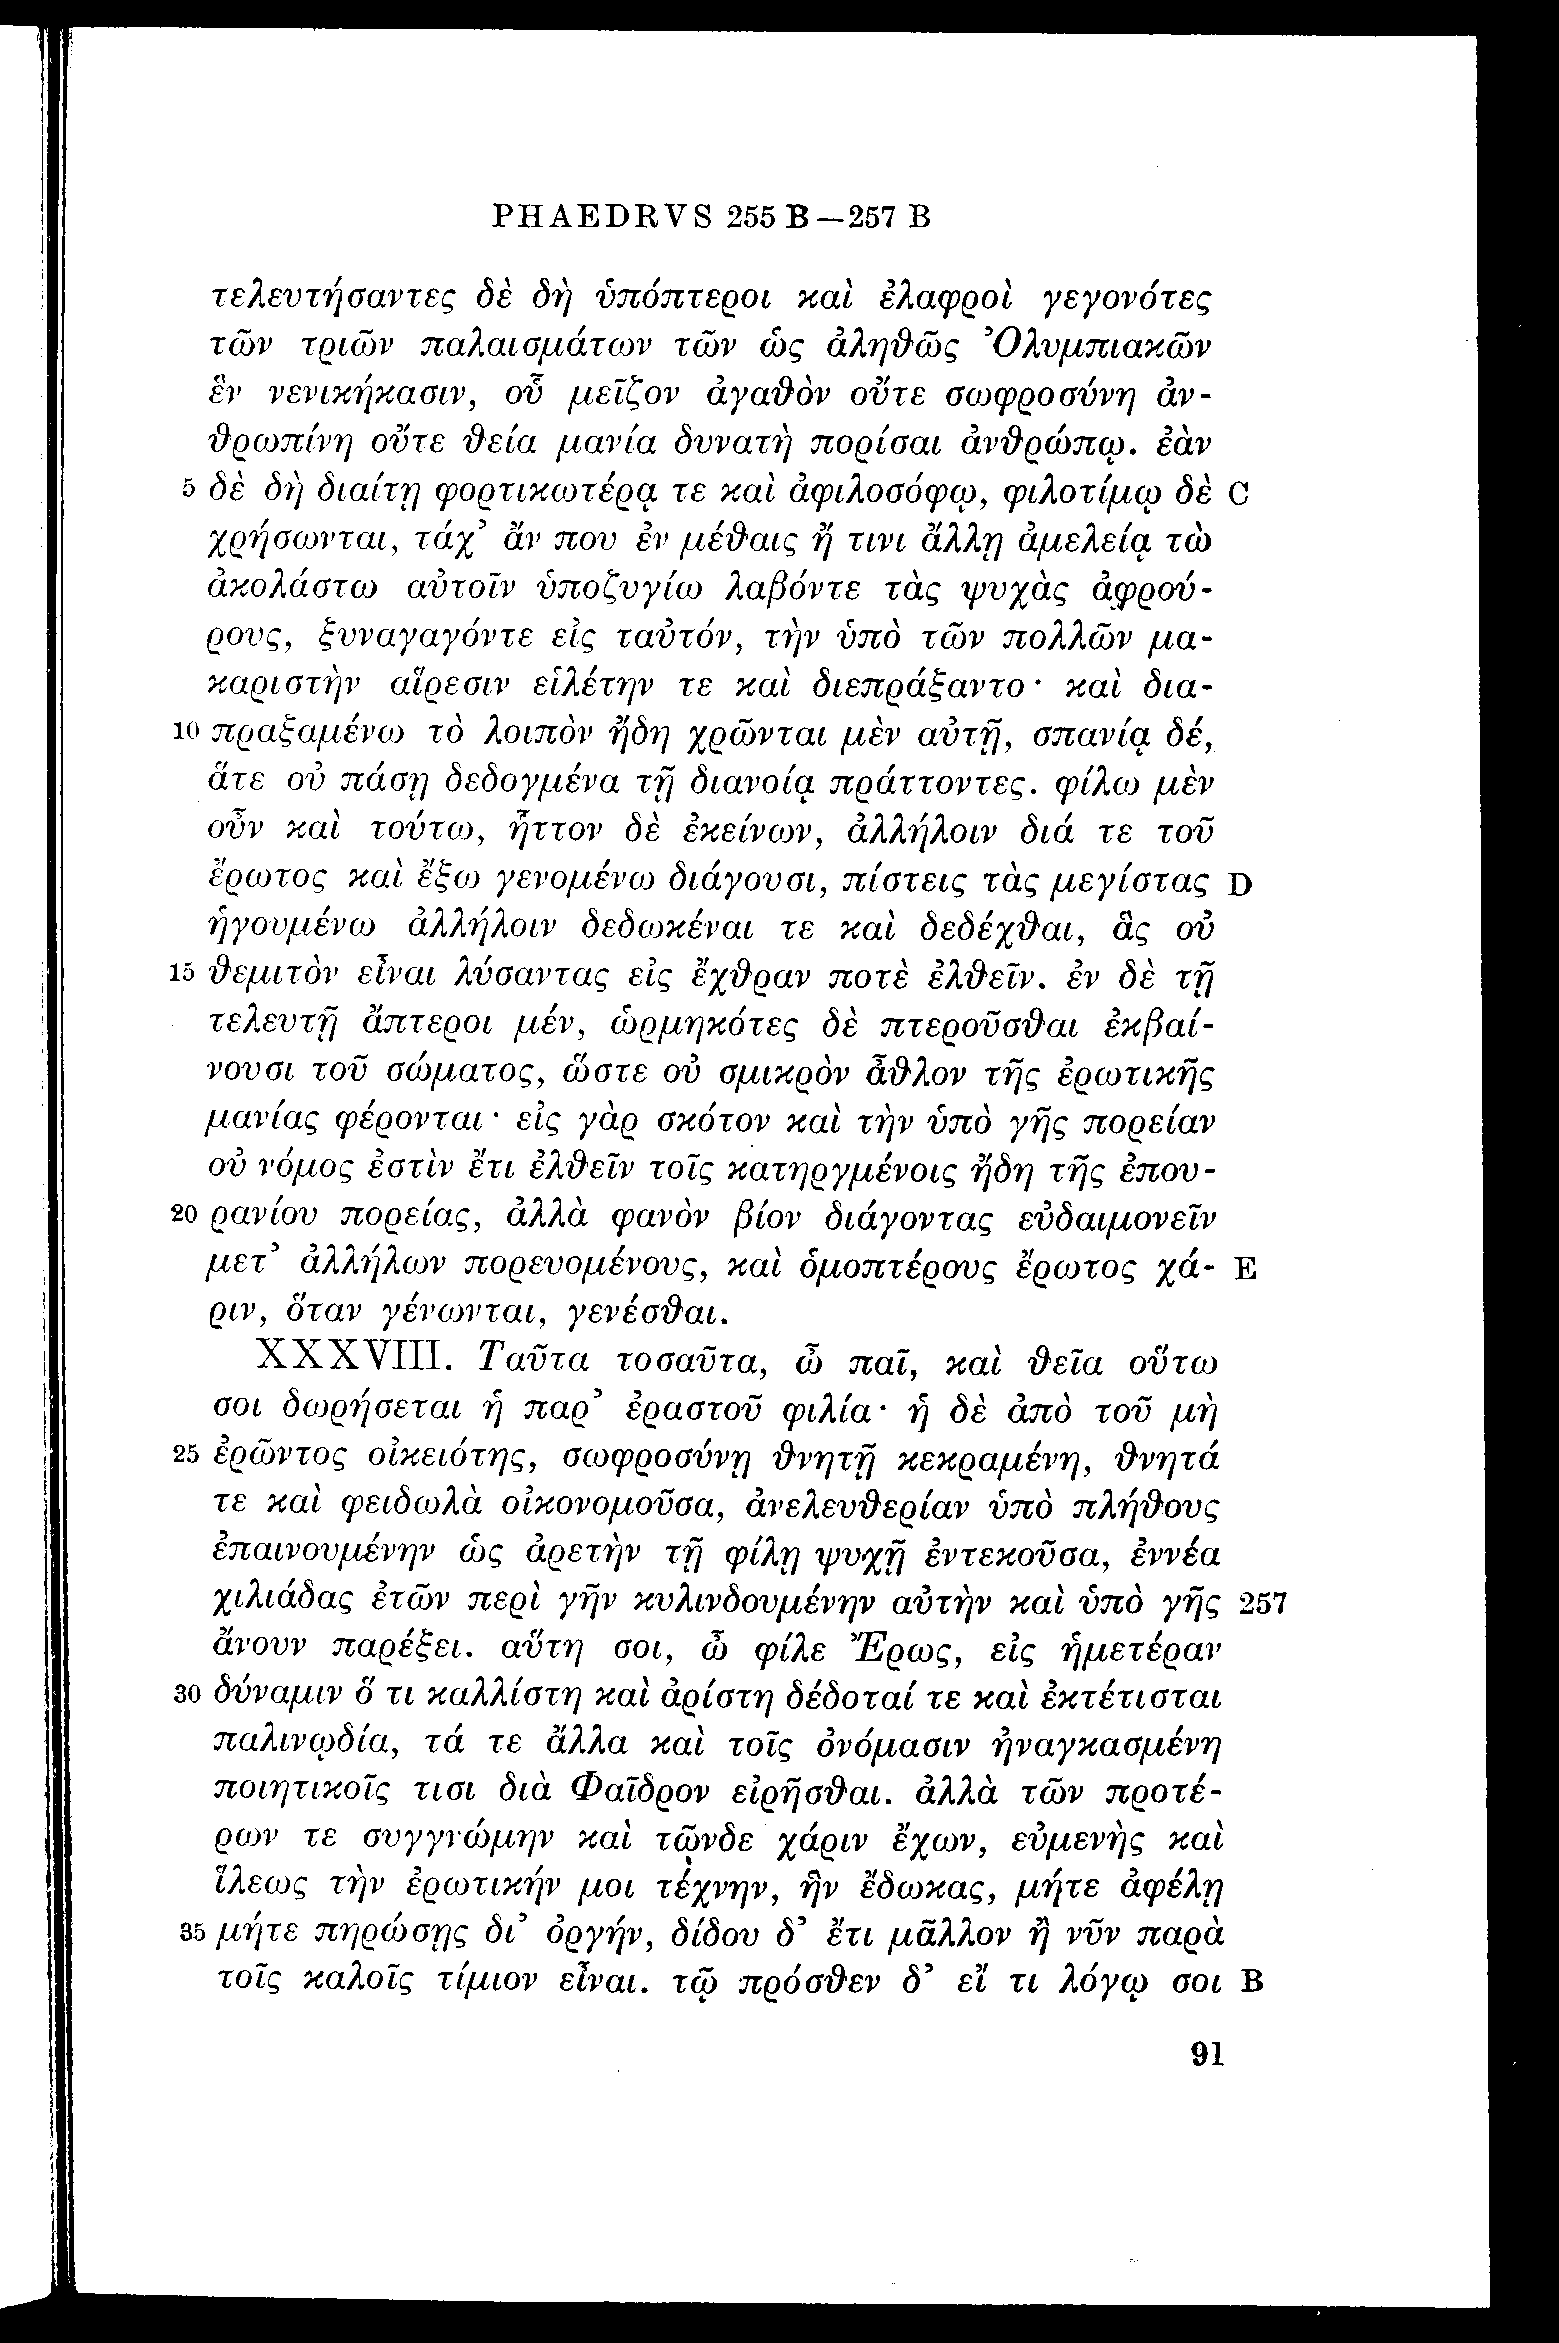 PHAEDRVS 255 B—257 B
τελευτήσαντες δὲ δὴ ὑπόπτεροι καὶ ἐλαφροὶ γεγονότες
τῶν τριῶν παλαισμάτων τῶν ὡς ἀληθῶς Ὀλυμπιακῶν
ἓν νενικήκασιν, οὗ μεῖζον ἀγαθὸν οὔτε σωφροσύνη ἀν-
θρωπίνη οὔτε θεία μανία δυνατὴ πορίσαι ἀνθρώπῳ. ἐὰν
5 δὲ δὴ διαίτῃ φορτικωτέρᾳ τε καὶ ἀφιλοσόφῳ, φιλοτίμῳ δὲ C
χρήσωνται, τάχ’ ἄν που ἐν μέθαις ἤ τινι ἄλλῃ ἀμελείᾳ τὼ
ἀκολάστω αὐτοῖν ὑποζυγίω λαβόντε τὰς ψυχὰς ἀφρού-
ρους, ξυναγαγόντε εἰς ταὐτόν, τὴν ὑπὸ τῶν πολλῶν μα-
καριστὴν αἵρεσιν εἱλέτην τε καὶ διεπράξαντο· καὶ δια-
10 πραξαμένω τὸ λοιπὸν ἤδη χρῶνται μὲν αὐτῇ, σπανίᾳ δέ,
ἅτε οὐ πάσῃ δεδογμένα τῇ διανοίᾳ πράττοντες. φίλω μὲν
οὖν καὶ τούτω, ἧττον δὲ ἐκείνων, ἀλλήλοιν διά τε τοῦ
ἔρωτος καὶ ἔξω γενομένω διάγουσι, πίστεις τὰς μεγίστας D
ἡγουμένω ἀλλήλοιν δεδωκέναι τε καὶ δεδέχθαι, ἃς οὐ
15 θεμιτὸν εἶναι λύσαντας εἰς ἔχθραν ποτὲ ἐλθεῖν. ἐν δὲ τῇ
τελευτῇ ἄπτεροι μέν, ὡρμηκότες δὲ πτεροῦσθαι ἐκβαί-
νουσι τοῦ σώματος, ὥστε οὐ σμικρὸν ἆθλον τῆς ἐρωτικῆς
μανίας φέρονται· εἰς γὰρ σκότον καὶ τὴν ὑπὸ γῆς πορείαν
οὐ νόμος ἐστὶν ἔτι ἐλθεῖν τοῖς κατηργμένοις ἤδη τῆς ἐπου-
20 ρανίου πορείας, ἀλλὰ φανὸν βίον διάγοντας εὐδαιμονεῖν
μετ’ ἀλλήλων πορευομένους, καὶ ὁμοπτέρους ἔρωτος χά- E
ριν, ὅταν γένωνται, γενέσθαι.
XXXVIII. Ταῦτα τοσαῦτα, ὦ παῖ, καὶ θεῖα οὕτω
σοι δωρήσεται ἡ παρ’ ἐραστοῦ φιλία· ἡ δὲ ἀπὸ τοῦ μὴ
25 ἐρῶντος οἰκειότης, σωφροσύνῃ θνητῇ κεκραμένη, θνητά
τε καὶ φειδωλὰ οἰκονομοῦσα, ἀνελευθερίαν ὑπὸ πλήθους
ἐπαινουμένην ὡς ἀρετὴν τῇ φίλῃ ψυχῇ ἐντεκοῦσα, ἐννέα
χιλιάδας ἐτῶν περὶ γῆν κυλινδουμένην αὐτὴν καὶ ὑπὸ γῆς 257
ἄνουν παρέξει. αὕτη σοι, ὦ φίλε Ἔρως, εἰς ἡμετέραν
30 δύναμιν ὅ τι καλλίστη καὶ ἀρίστη δέδοταί τε καὶ ἐκτέτισται
παλινῳδία, τά τε ἄλλα καὶ τοῖς ὀνόμασιν ἠναγκασμένη
ποιητικοῖς τισι διὰ Φαῖδρον εἰρῆσθαι. ἀλλὰ τῶν προτέ-
ρων τε συγγνώμην καὶ τῶνδε χάριν ἔχων, εὐμενὴς καὶ
ἵλεως τὴν ἐρωτικήν μοι τέχνην, ἣν ἔδωκας, μήτε ἀφέλῃ
35 μήτε πηρώσῃς δι’ ὀργήν, δίδου δ’ ἔτι μᾶλλον ἢ νῦν παρὰ
τοῖς καλοῖς τίμιον εἶναι. τῷ πρόσθεν δ’ εἴ τι λόγῳ σοι B
91